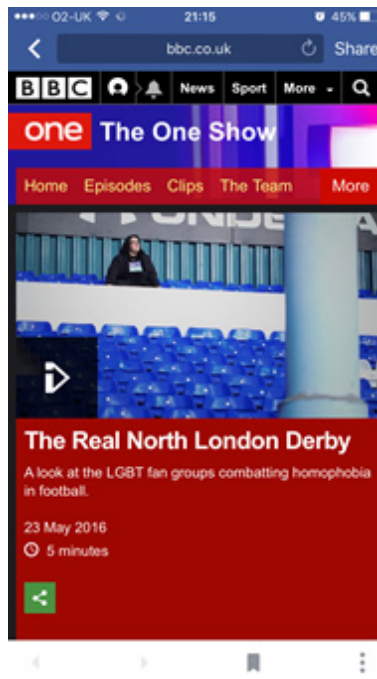 02-UK 21:15 45%
bbc.co.uk Share
BBC News Sport More
one The One Show
Home Episodes Clips The Team More
The Real North London Derby
A look at the LGBT fan groups combatting homophobia
in football.
23 May 2016
5 minutes